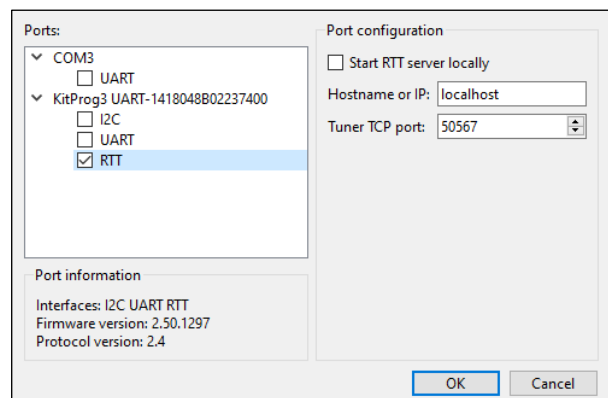 Ports:
COM3
UART
KitProg3 UART-1418048B02237400
I2C
UART
RTT
Port information
Interfaces: I2C UART RTT
Firmware version: 2.50.1297
Protocol version: 2.4
Port configuration
Start RTT server locally
Hostname or IP: localhost
Tuner TCP port: 50567
OK Cancel